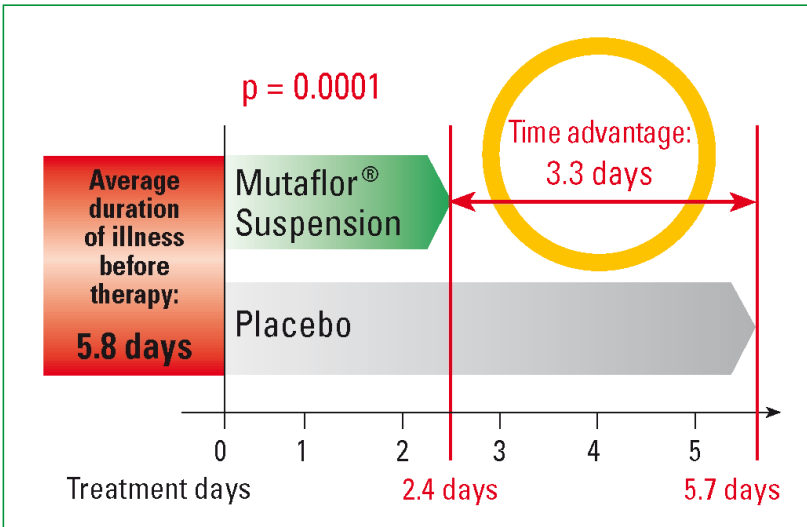 p = 0.0001
Average
duration
of illness
before
therapy:
5.8 days
Mutaflor®
Suspension
Time advantage:
3.3 days
Placebo
0 1 2 3 4 5
Treatment days 2.4 days 5.7 days